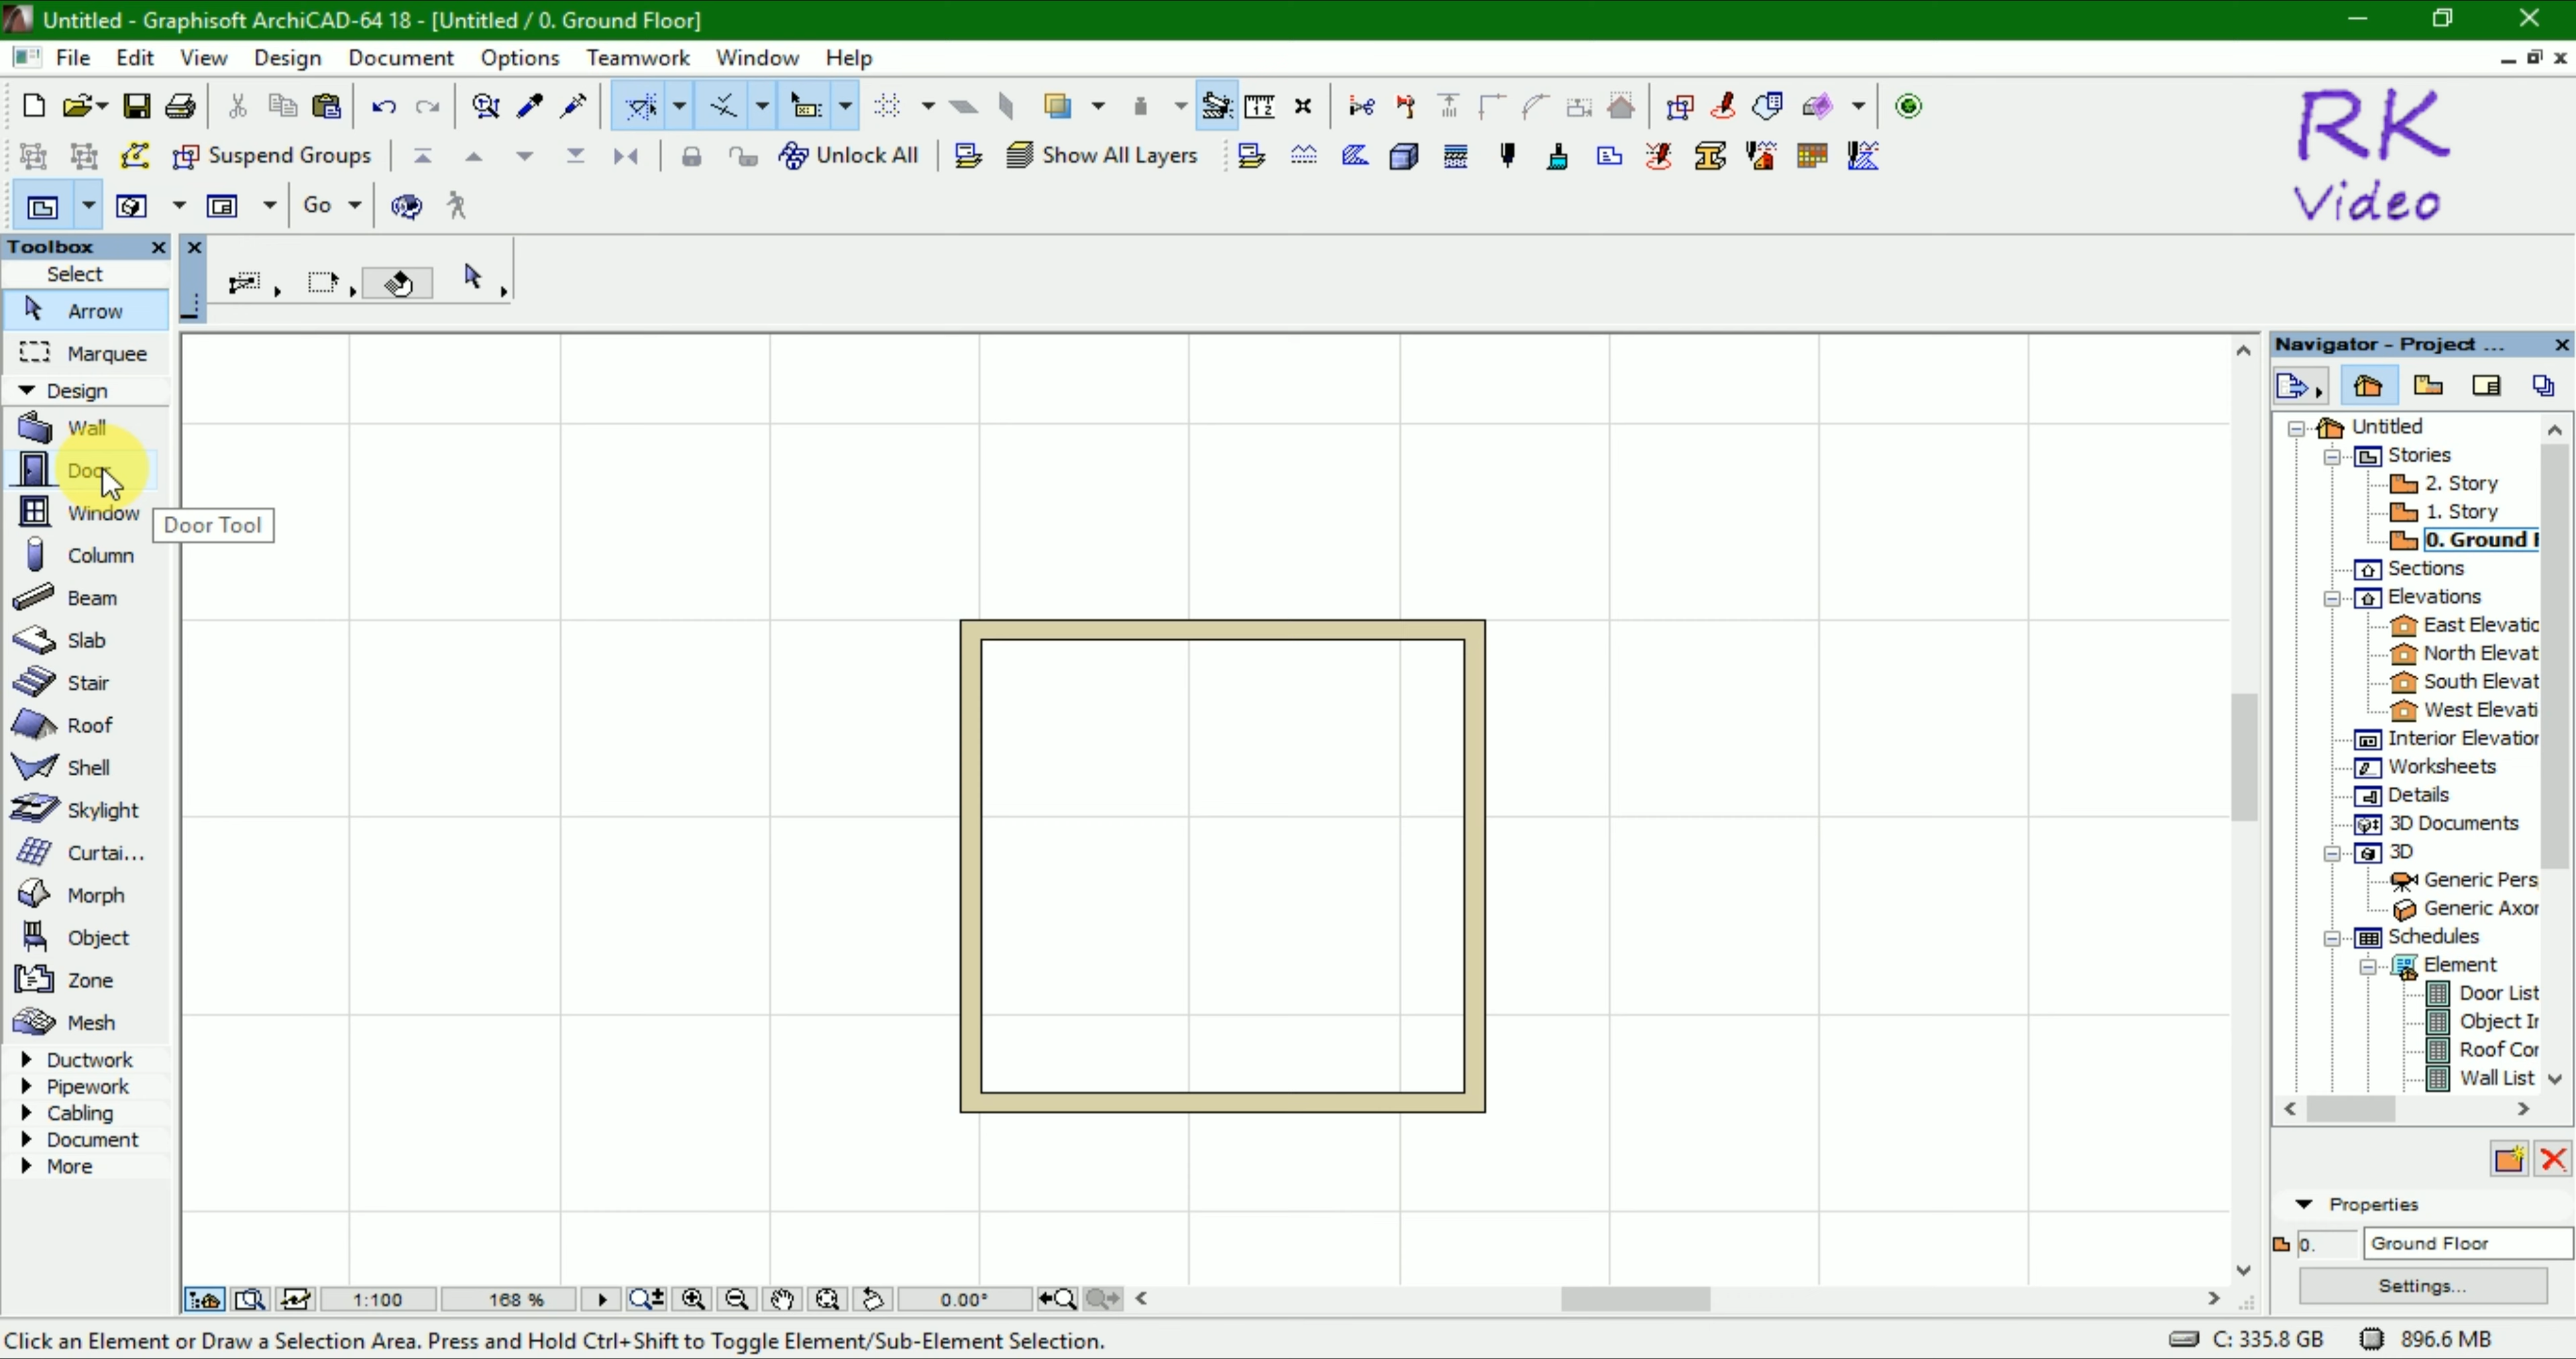 Untitled - Graphisoft ArchiCAD-64 18 - [Untitled / 0. Ground Floor]
File Edit View Design Document Options Teamwork Window Help
RK
Video
Suspend Groups Unlock All Show All Layers
Go
Toolbox
Select
Arrow
Marquee
Design
Wall
Door
Window
Door Tool
Column
Beam
Slab
Stair
Roof
Shell
Skylight
Curtai...
Morph
Object
Zone
Mesh
Ductwork
Pipework
Cabling
Document
More
Navigator - Project ...
Untitled
Stories
2. Story
1. Story
0. Ground F
Sections
Elevations
East Elevatio
North Elevat
South Elevat
West Elevati
Interior Elevation
Worksheets
Details
3D Documents
3D
Generic Pers
Generic Axon
Schedules
Element
Door List
Object In
Roof Cor
Wall List
Properties
0. Ground Floor
Settings...
1:100 168 % 0.00°
Click an Element or Draw a Selection Area. Press and Hold Ctrl+Shift to Toggle Element/Sub-Element Selection.
C: 335.8 GB 896.6 MB